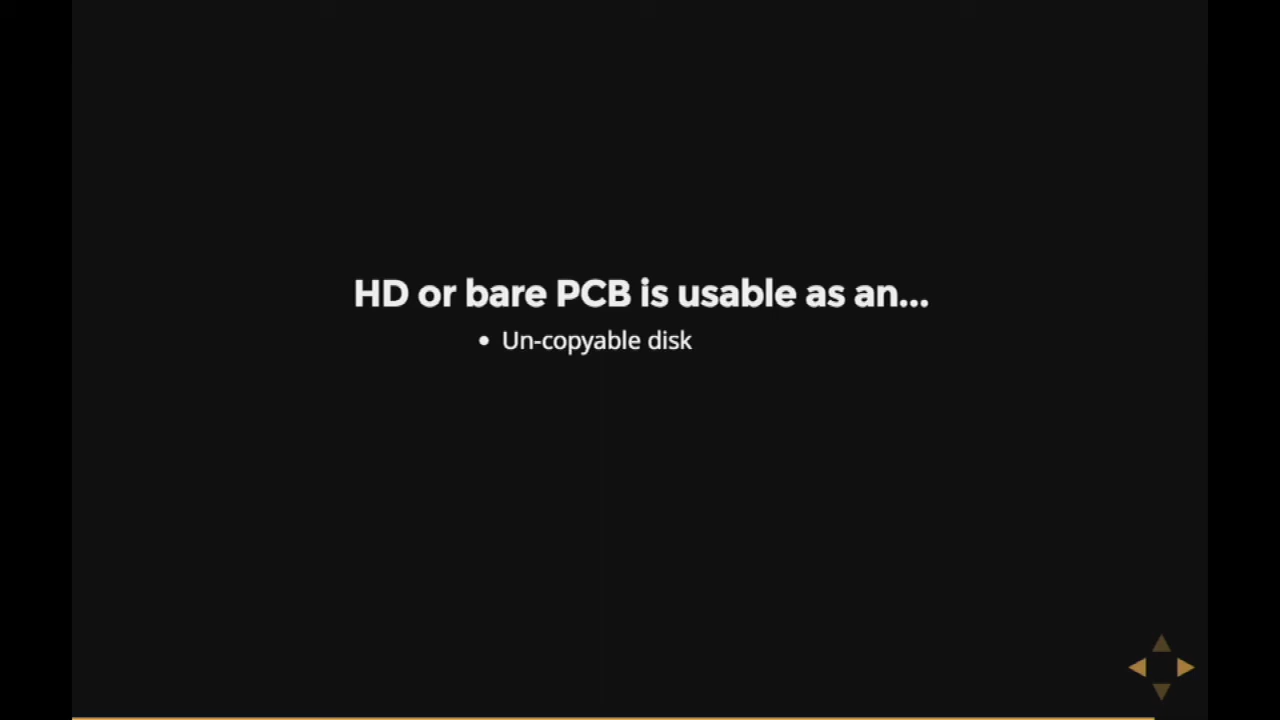 HD or bare PCB is usable as an...
• Un-copyable disk